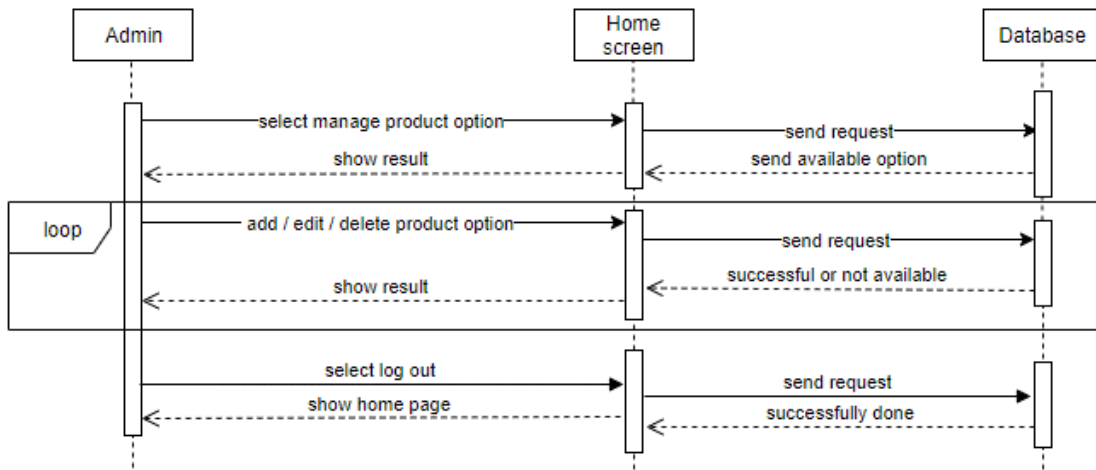 Admin
Home
screen
Database
select manage product option
send request
show result
send available option
loop
add / edit / delete product option
send request
successful or not available
show result
select log out
send request
show home page
successfully done